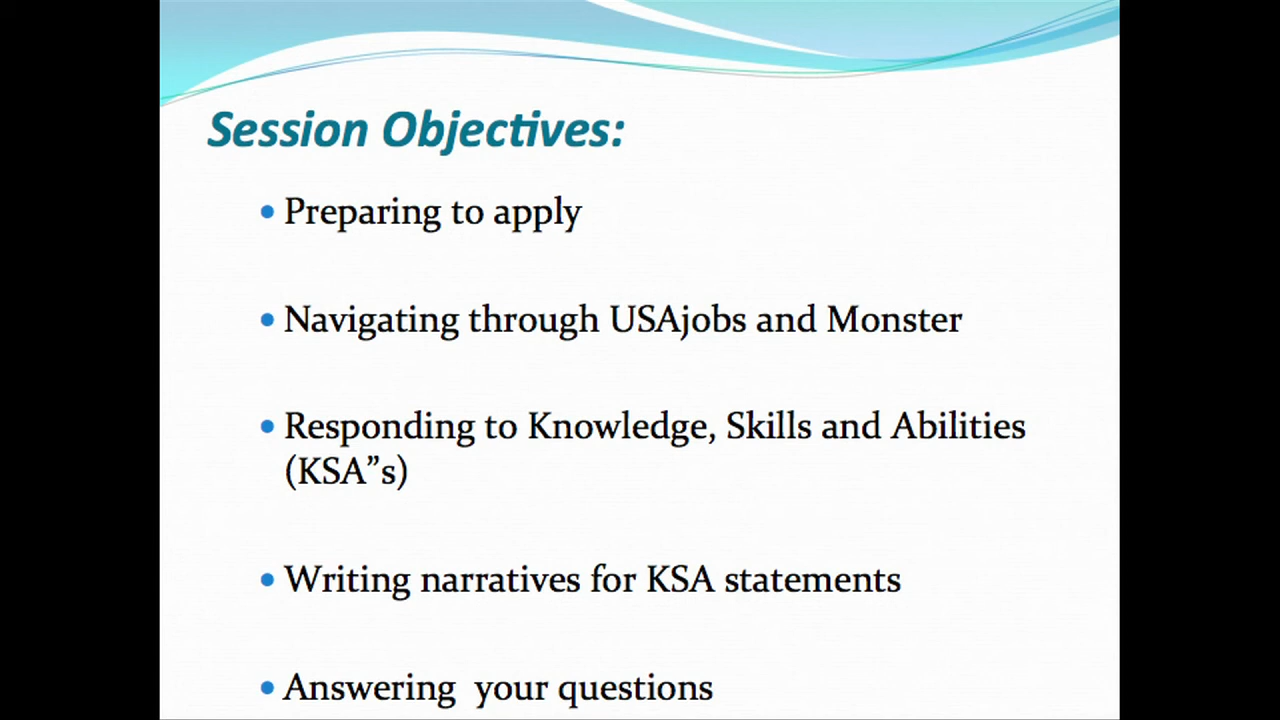 Session Objectives:
• Preparing to apply
• Navigating through USAjobs and Monster
• Responding to Knowledge, Skills and Abilities
(KSA”s)
• Writing narratives for KSA statements
• Answering  your questions